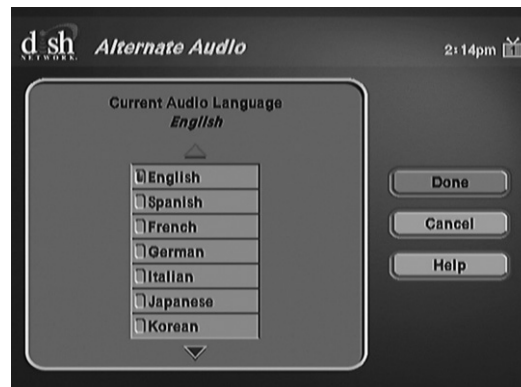 dish
NETWORK.
Alternate Audio
2:14pm
1
Current Audio Language
English
English
Spanish
French
German
Italian
Japanese
Korean
Done
Cancel
Help